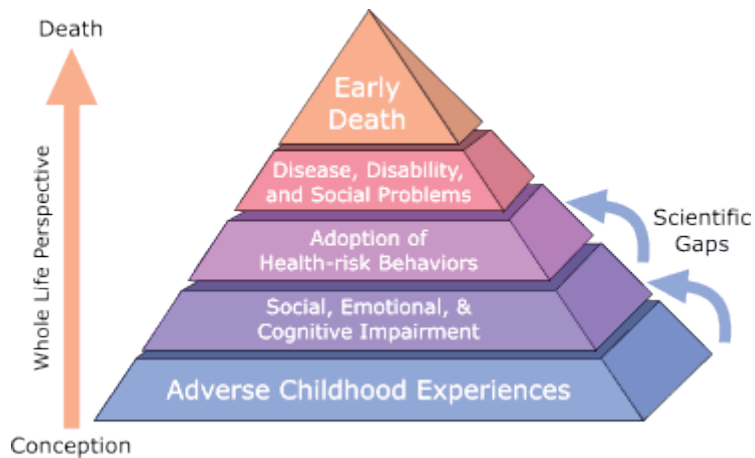 Death
Whole Life Perspective
Conception
Early
Death
Disease, Disability,
and Social Problems
Adoption of
Health-risk Behaviors
Social, Emotional, &
Cognitive Impairment
Adverse Childhood Experiences
Scientific
Gaps